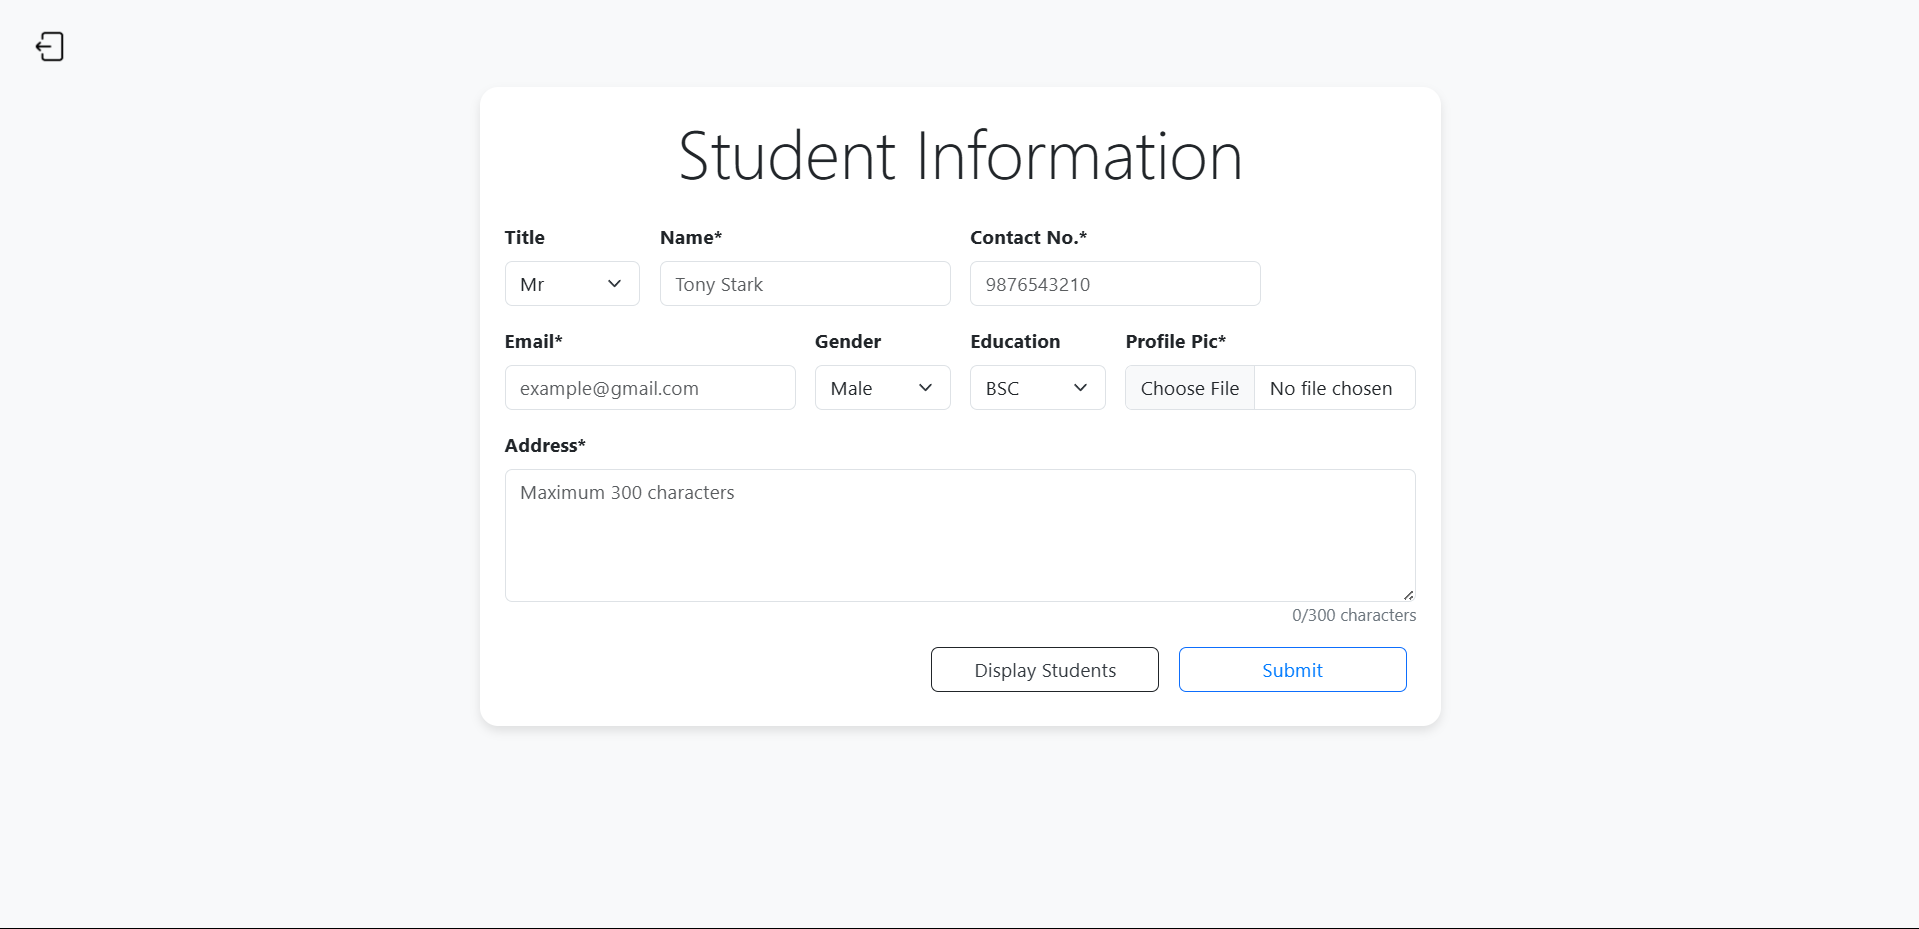 Student Information
Title Name* Contact No.*
Mr Tony Stark 9876543210
Email* Gender Education Profile Pic*
example@gmail.com Male BSC Choose File No file chosen
Address*
Maximum 300 characters
0/300 characters
Display Students Submit